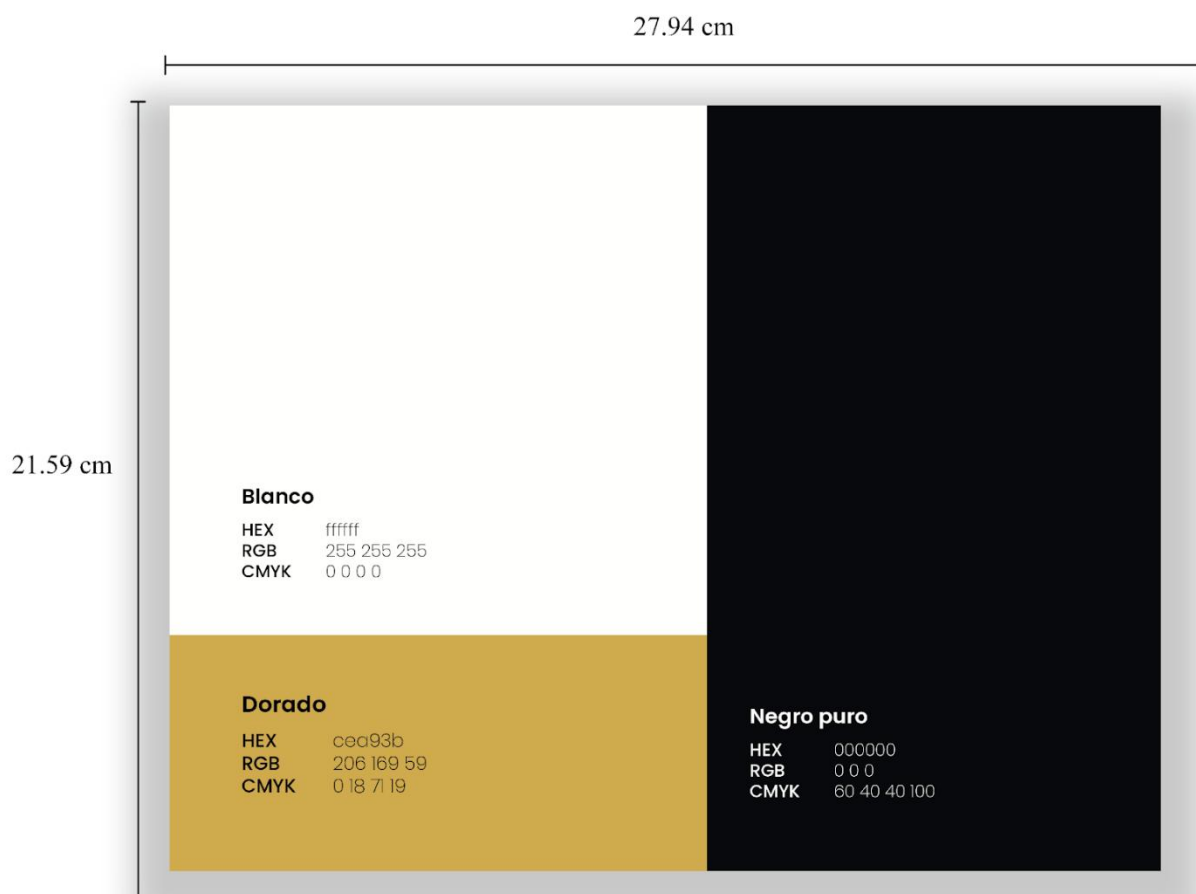 27.94 cm
21.59 cm
Blanco
HEX ffffff
RGB 255 255 255
CMYK 0 0 0 0
Dorado
HEX cea93b
RGB 206 169 59
CMYK 0 18 71 19
Negro puro
HEX 000000
RGB 0 0 0
CMYK 60 40 40 100